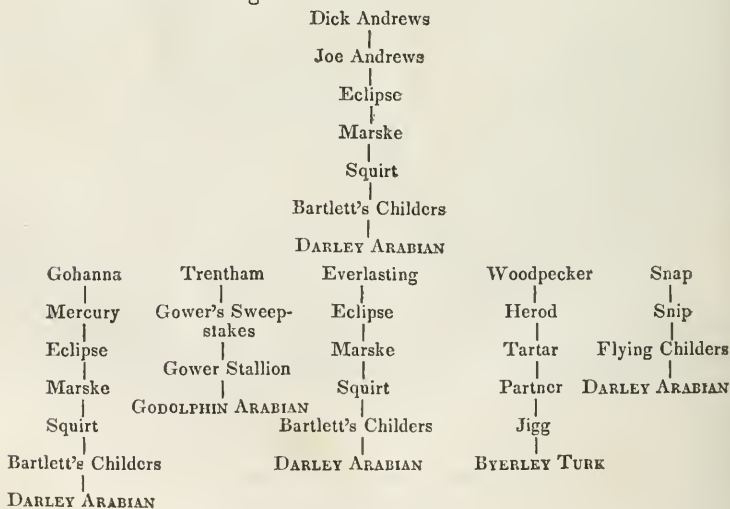 Dick Andrews
Joe Andrews
Eclipse
Marske
Squirt
Bartlett's Childers
DARLEY ARABIAN
Gohanna Trentham Everlasting Woodpecker Snap
Mercury Gower's Sweep- Eclipse Herod Snip
stakes
Eclipse Marske Tartar Flying Childers
Gower Stallion
Marske Squirt Partner DARLEY ARABIAN
GODOLPHIN ARABIAN
Squirt Bartlett's Childers Jigg
Bartlett's Childers DARLEY ARABIAN BYERLEY TURK
DARLEY ARABIAN